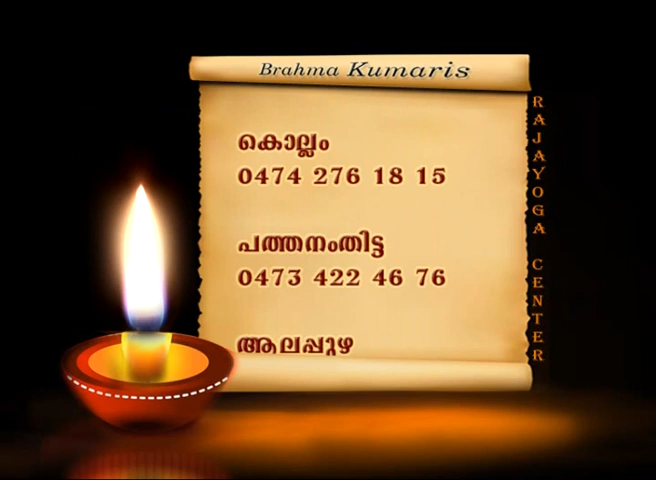 Brahma Kumaris
കൊല്ലം
0474 276 18 15
പത്തനംതിട്ട
0473 422 46 76
ആലപ്പുഴ
RAJAYOGA CENTER